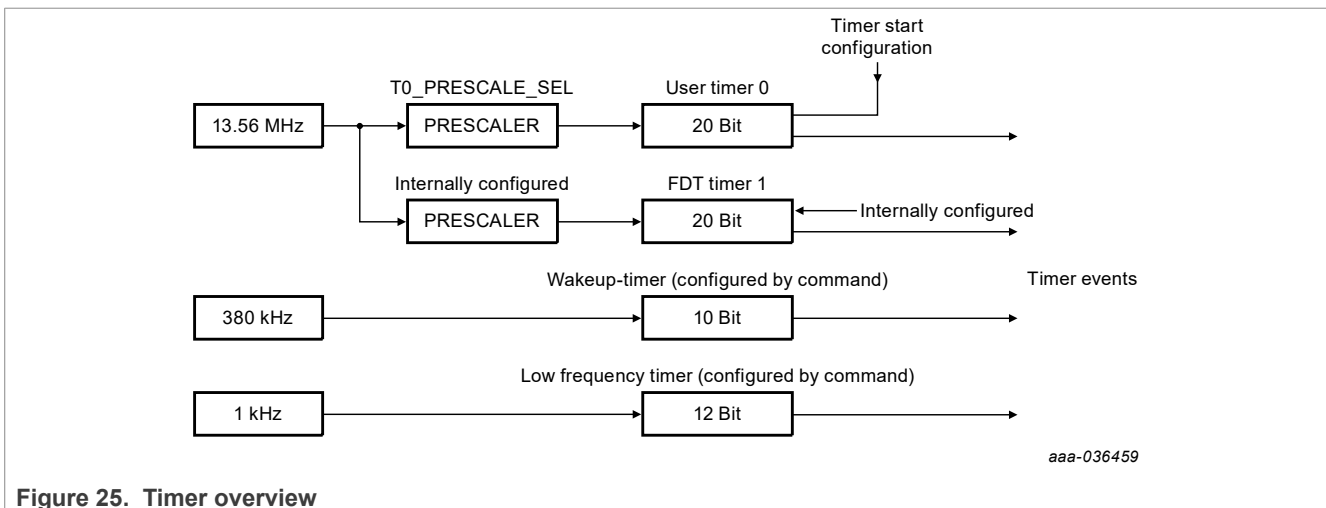 Timer start
configuration
T0_PRESCALE_SEL
User timer 0
13.56 MHz
PRESCALER
20 Bit
Internally configured
FDT timer 1
PRESCALER
20 Bit
Internally configured
Wakeup-timer (configured by command)
Timer events
380 kHz
10 Bit
Low frequency timer (configured by command)
1 kHz
12 Bit
aaa-036459
Figure 25. Timer overview